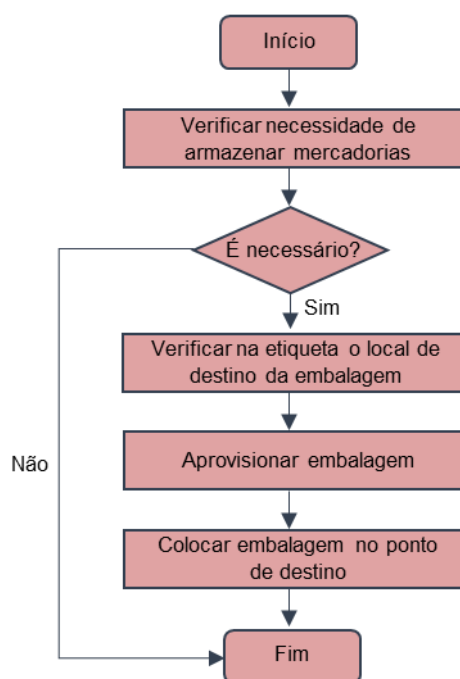 Início
Verificar necessidade de
armazenar mercadorias
É necessário?
Sim
Verificar na etiqueta o local de
destino da embalagem
Aprovisionar embalagem
Não
Colocar embalagem no ponto
de destino
Fim